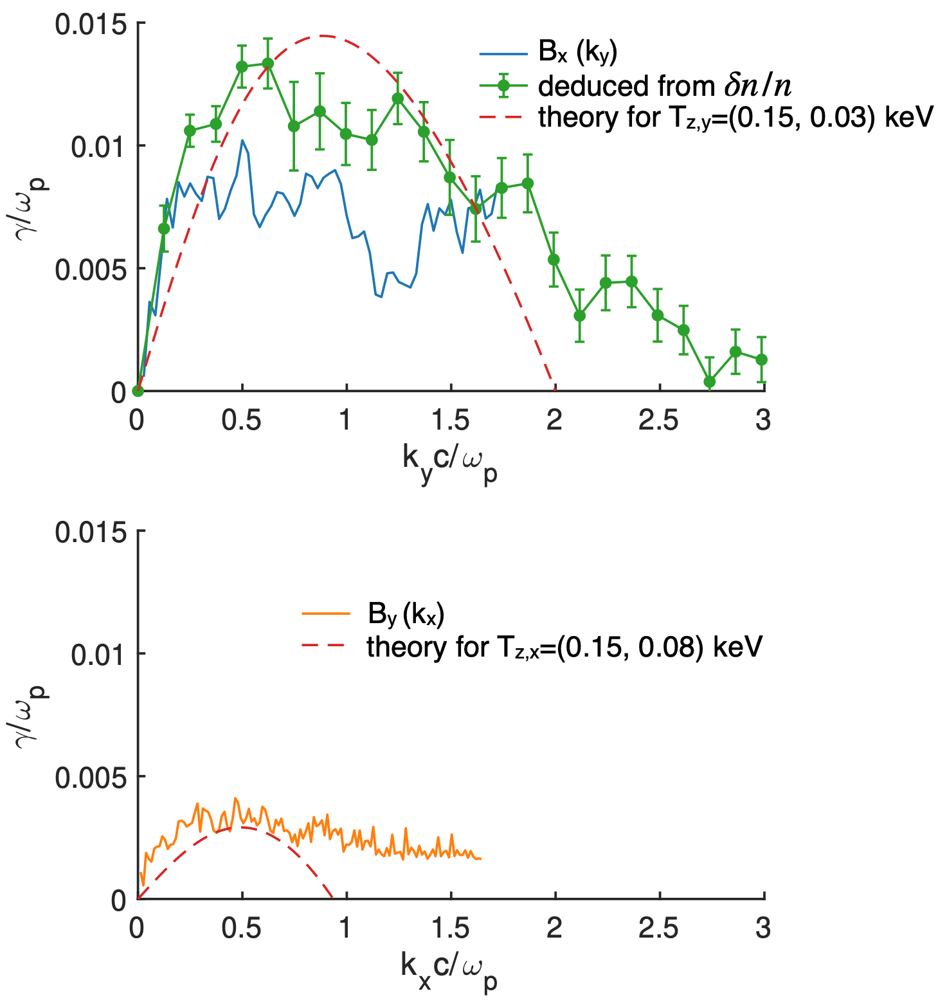 0.015
Bₓ (kᵧ)
deduced from δn/n
theory for T_z,y=(0.15, 0.03) keV
0.01
γ/ω_p
0.005
0
0 0.5 1 1.5 2 2.5 3
k_y c/ω_p
0.015
B_y (k_x)
theory for T_z,x=(0.15, 0.08) keV
0.01
γ/ω_p
0.005
0
0 0.5 1 1.5 2 2.5 3
k_x c/ω_p